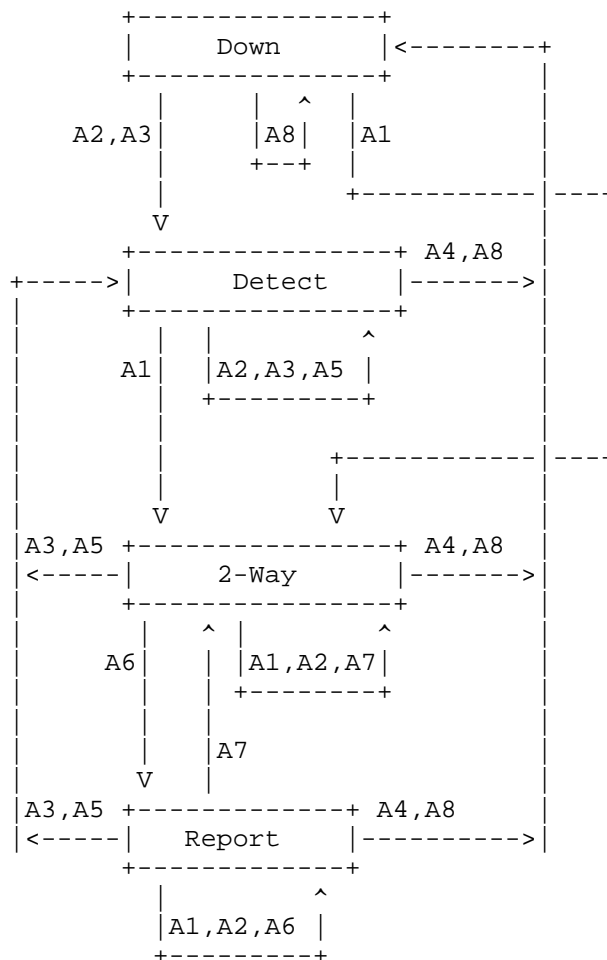 Down
A2,A3 A8 A1
Detect A4,A8
A1 A2,A3,A5
A3,A5 A4,A8
2-Way
A6 A1,A2,A7
A7
A3,A5 A4,A8
Report
A1,A2,A6